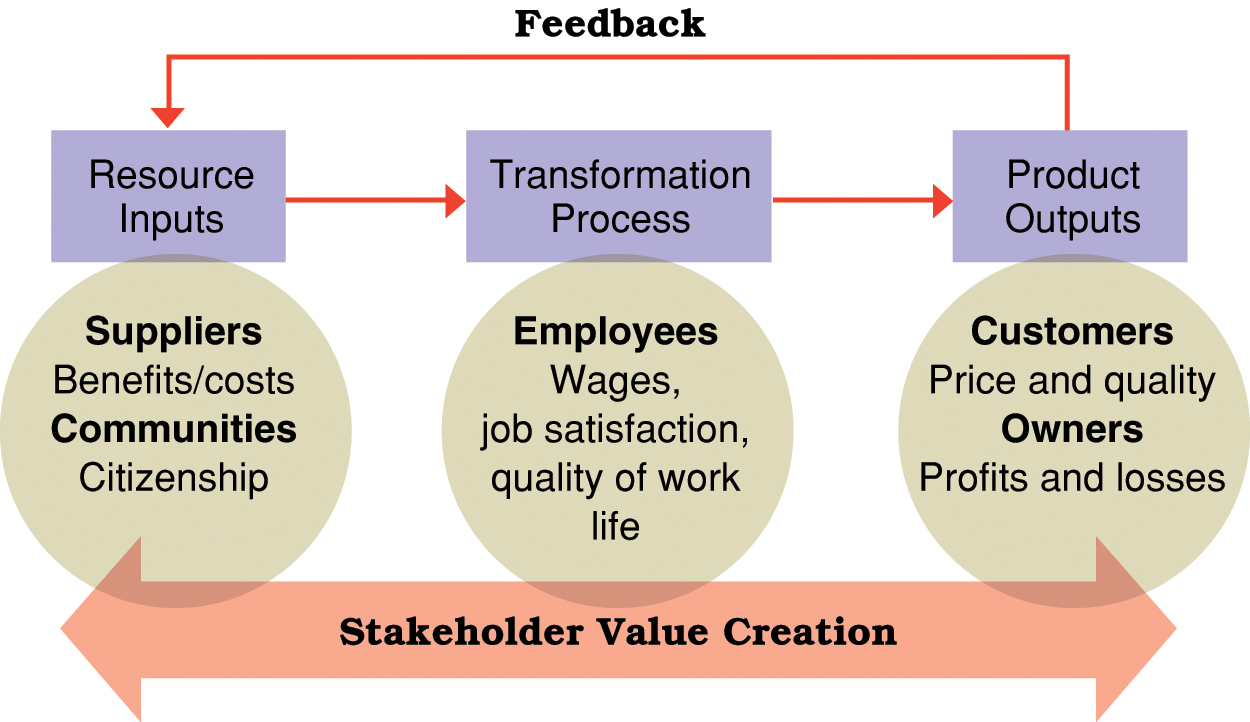 Feedback
Resource
Inputs
Transformation
Process
Product
Outputs
Suppliers
Benefits/costs
Communities
Citizenship
Employees
Wages,
job satisfaction,
quality of work
life
Customers
Price and quality
Owners
Profits and losses
Stakeholder Value Creation